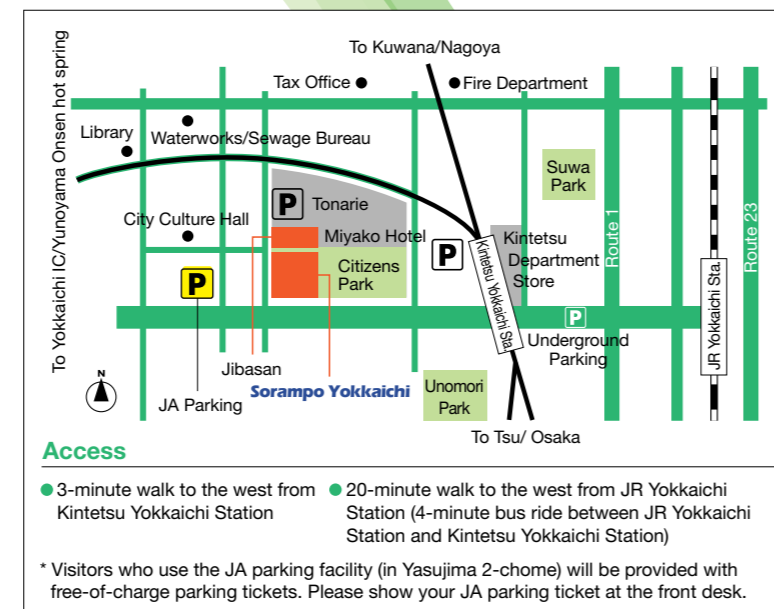 To Kuwana/Nagoya
Tax Office
Fire Department
To Yokkaichi IC/Yunoyama Onsen hot spring
Library
Waterworks/Sewage Bureau
Suwa
Park
P
Tonarie
City Culture Hall
Miyako Hotel
P
Kintetsu
Department
Store
Route 1
Route 23
Citizens
Park
P
Kintetsu Yokkaichi Sta.
JR Yokkaichi Sta.
P
Underground
Parking
Jibasan
Sorampo Yokkaichi
Unomori
Park
N
JA Parking
To Tsu/ Osaka
Access
3-minute walk to the west from
Kintetsu Yokkaichi Station
20-minute walk to the west from JR Yokkaichi
Station (4-minute bus ride between JR Yokkaichi
Station and Kintetsu Yokkaichi Station)
* Visitors who use the JA parking facility (in Yasujima 2-chome) will be provided with
free-of-charge parking tickets. Please show your JA parking ticket at the front desk.